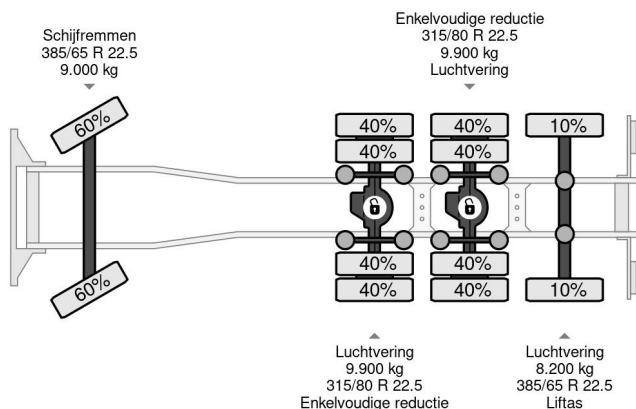 Schijfremmen
385/65 R 22.5
9.000 kg
Enkelvoudige reductie
315/80 R 22.5
9.900 kg
Luchtvering
60%
40%
40%
10%
40%
40%
60%
40%
40%
10%
40%
40%
Luchtvering
9.900 kg
315/80 R 22.5
Enkelvoudige reductie
Luchtvering
8.200 kg
385/65 R 22.5
Liftas